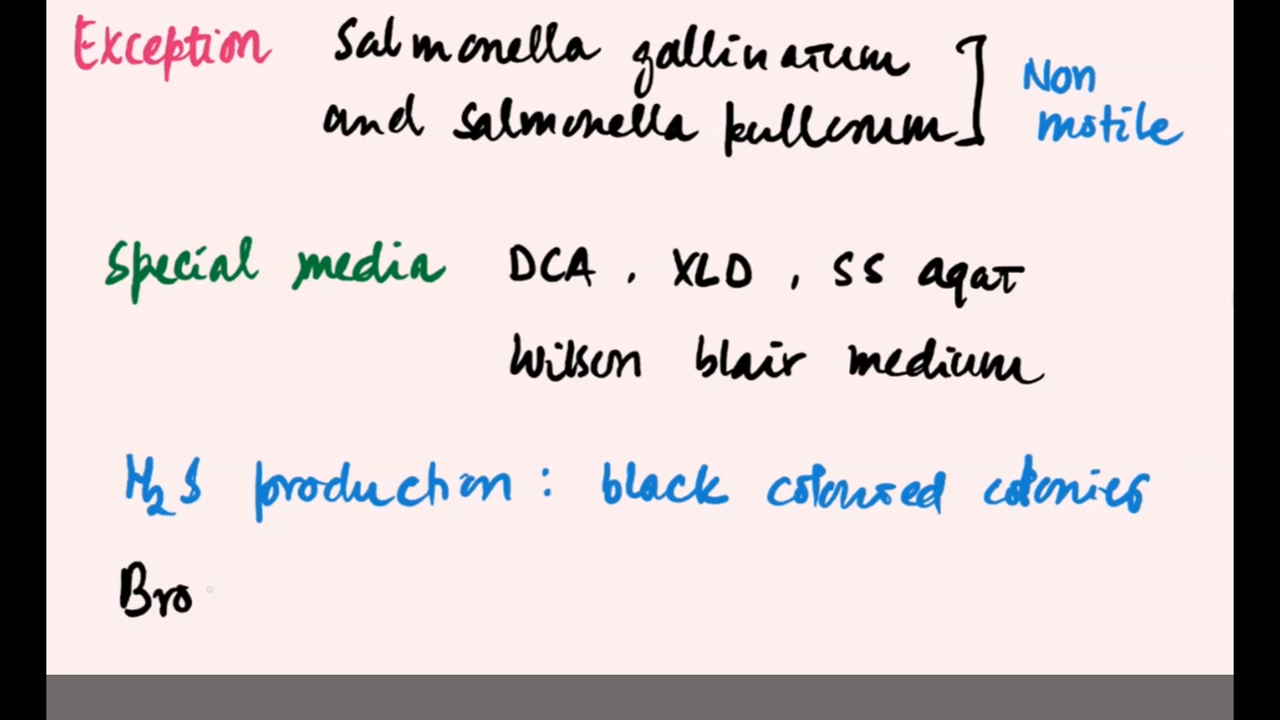 Exception Salmonella gallinarum
and salmonella pullorum] Non motile
special media DCA, XLD, SS agar
Wilson blair medium
H₂S production: black coloured colonies
Bro